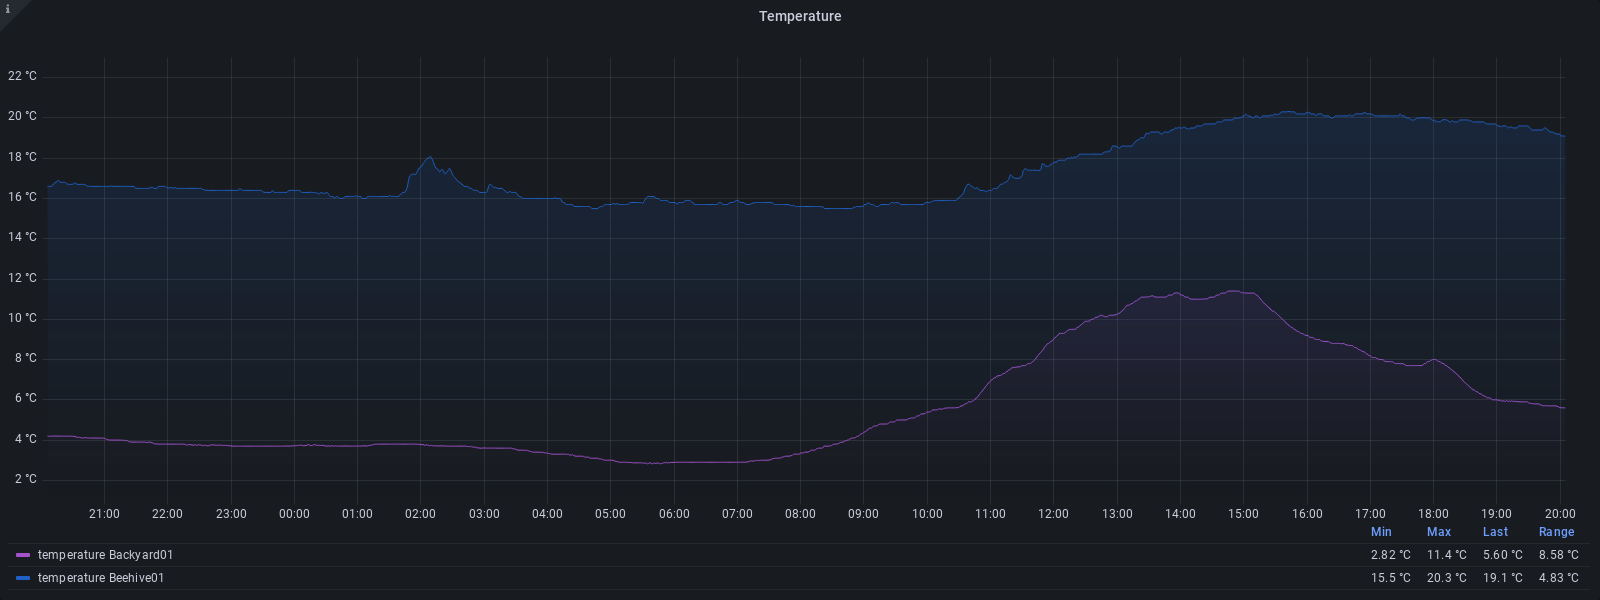 i
Temperature
22 °C
20 °C
18 °C
16 °C
14 °C
12 °C
10 °C
8 °C
6 °C
4 °C
2 °C
21:00 22:00 23:00 00:00 01:00 02:00 03:00 04:00 05:00 06:00 07:00 08:00 09:00 10:00 11:00 12:00 13:00 14:00 15:00 16:00 17:00 18:00 19:00 20:00
Min Max Last Range
temperature Backyard01 2.82 °C 11.4 °C 5.60 °C 8.58 °C
temperature Beehive01 15.5 °C 20.3 °C 19.1 °C 4.83 °C